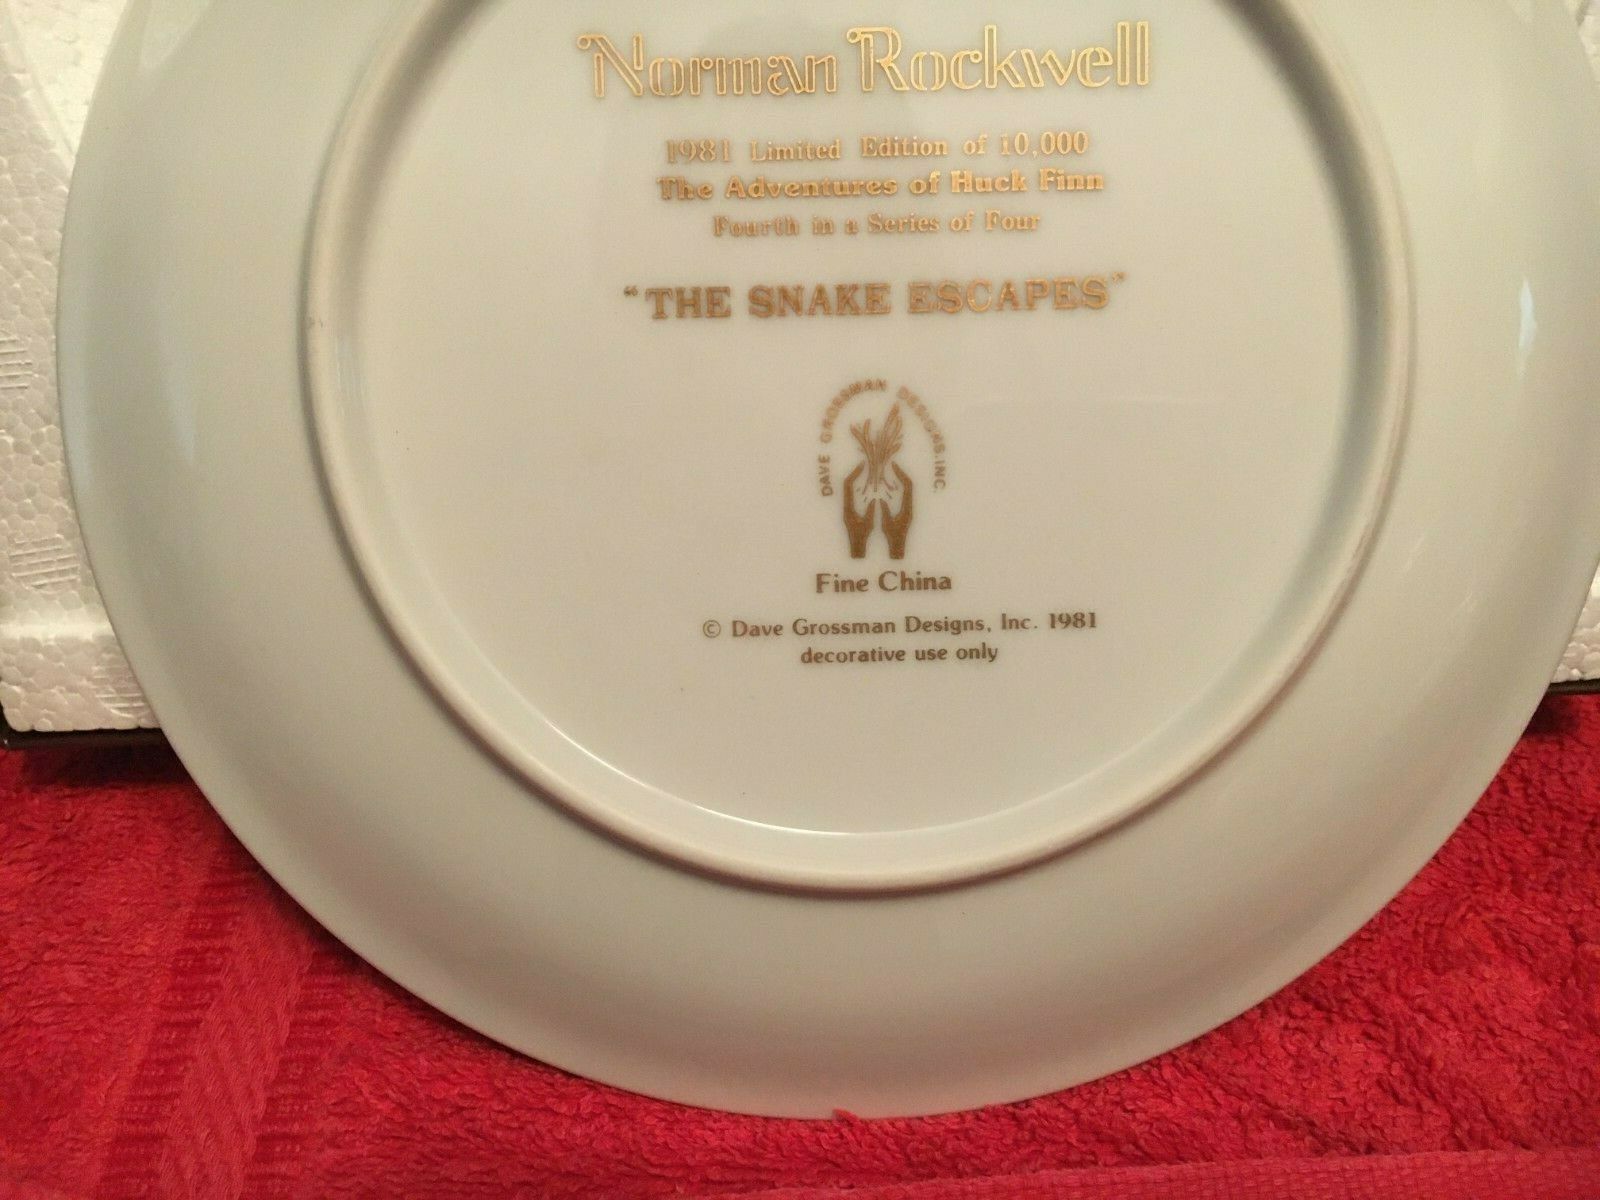 Norman Rockwell
1981 Limited Edition of 10,000
The Adventures of Huck Finn
Fourth in a Series of Four
"THE SNAKE ESCAPES"
DAVE GROSSMAN DESIGNS, INC.
Fine China
© Dave Grossman Designs, Inc. 1981
decorative use only